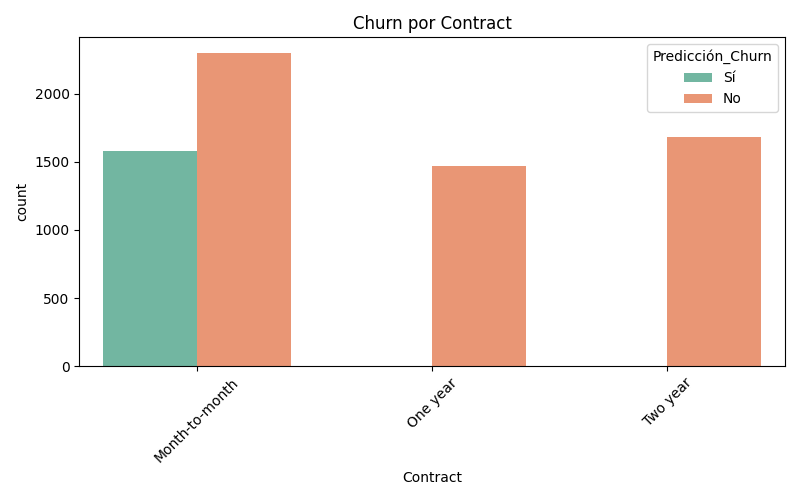 Churn por Contract
Predicción_Churn
Sí
No
count
2000
1500
1000
500
0
Month-to-month
One year
Two year
Contract